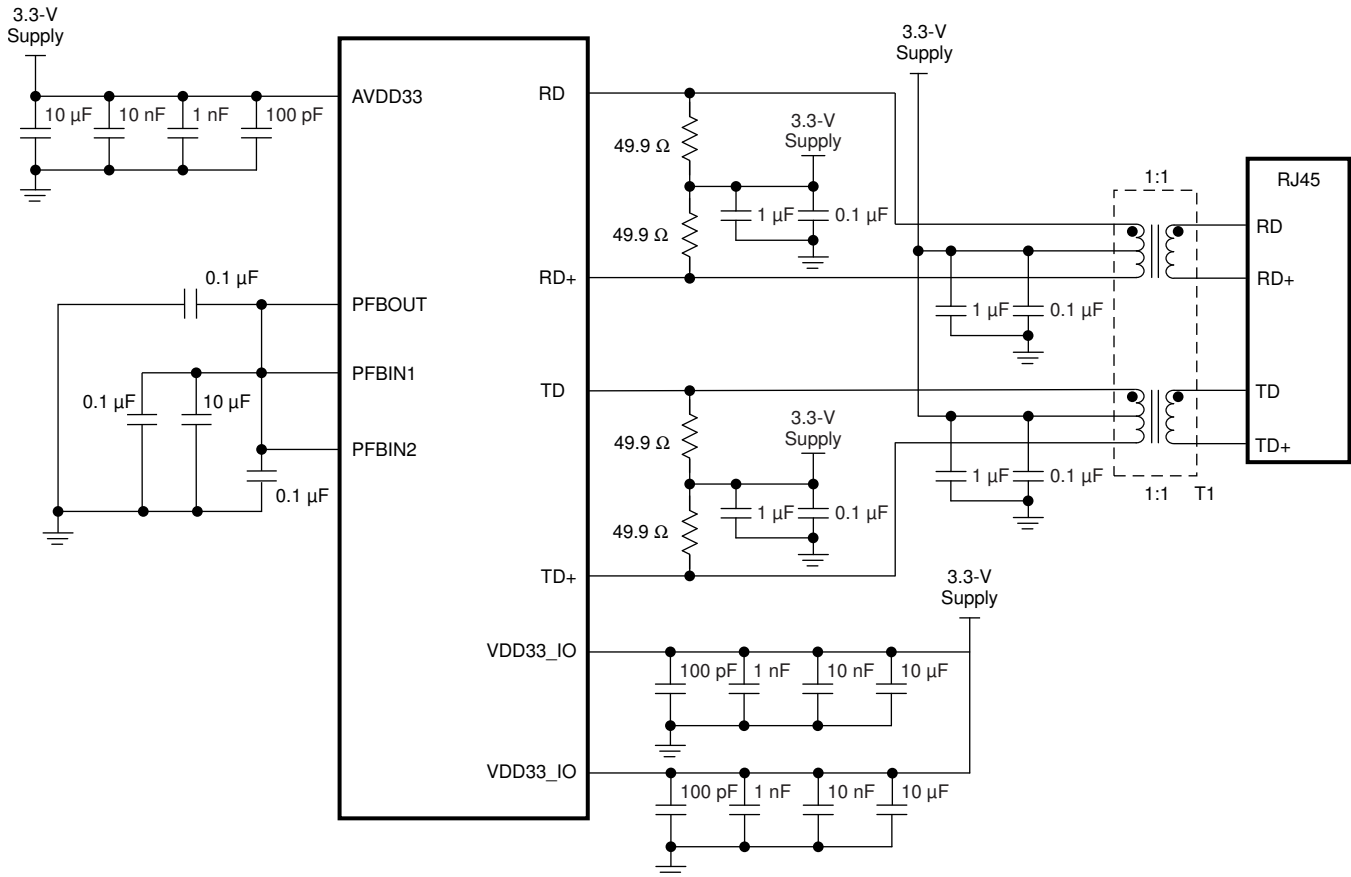 3.3-V
Supply
10 µF
10 nF
1 nF
100 pF
AVDD33
0.1 µF
PFBOUT
PFBIN1
0.1 µF
10 µF
PFBIN2
0.1 µF
RD
49.9 Ω
3.3-V
Supply
1 µF
0.1 µF
49.9 Ω
RD+
TD
49.9 Ω
3.3-V
Supply
1 µF
0.1 µF
49.9 Ω
TD+
3.3-V
Supply
1 µF
0.1 µF
1 µF
0.1 µF
1:1
1:1
T1
RJ45
RD
RD+
TD
TD+
3.3-V
Supply
VDD33_IO
100 pF
1 nF
10 nF
10 µF
VDD33_IO
100 pF
1 nF
10 nF
10 µF